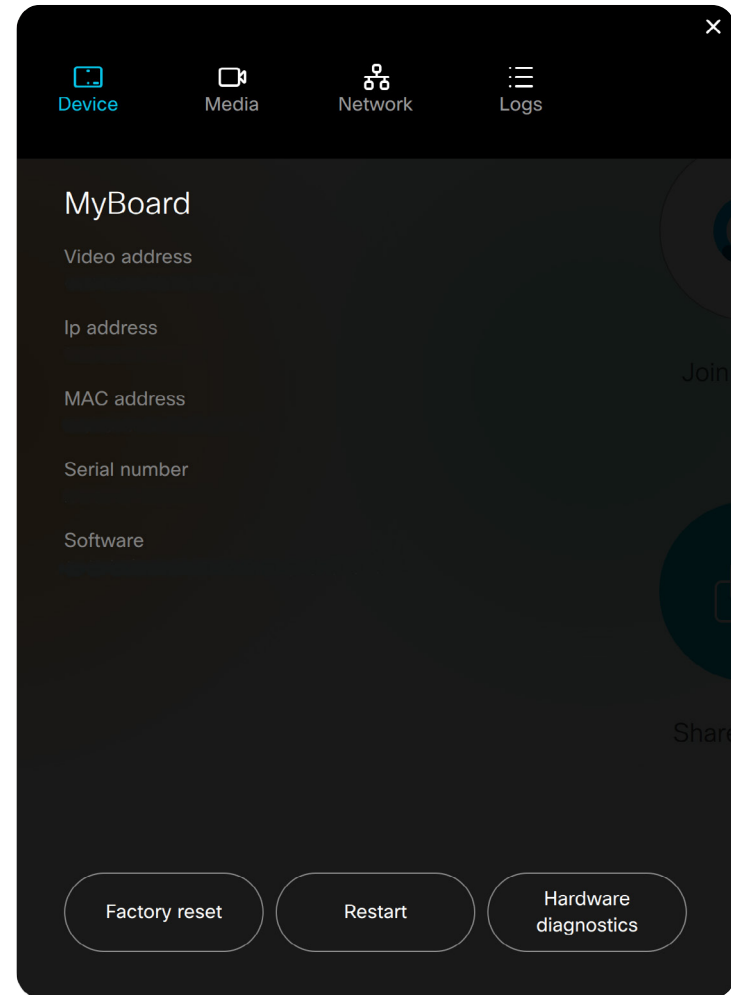 Device
Media
Network
Logs
MyBoard
Video address
Ip address
Join
MAC address
Serial number
Software
Share
Factory reset
Restart
Hardware
diagnostics